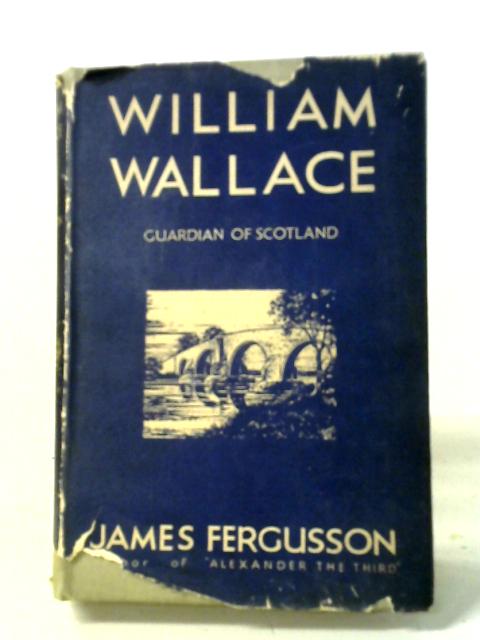 WILLIAM
WALLACE
GUARDIAN OF SCOTLAND
JAMES FERGUSSON
of "ALEXANDER THE THIRD"